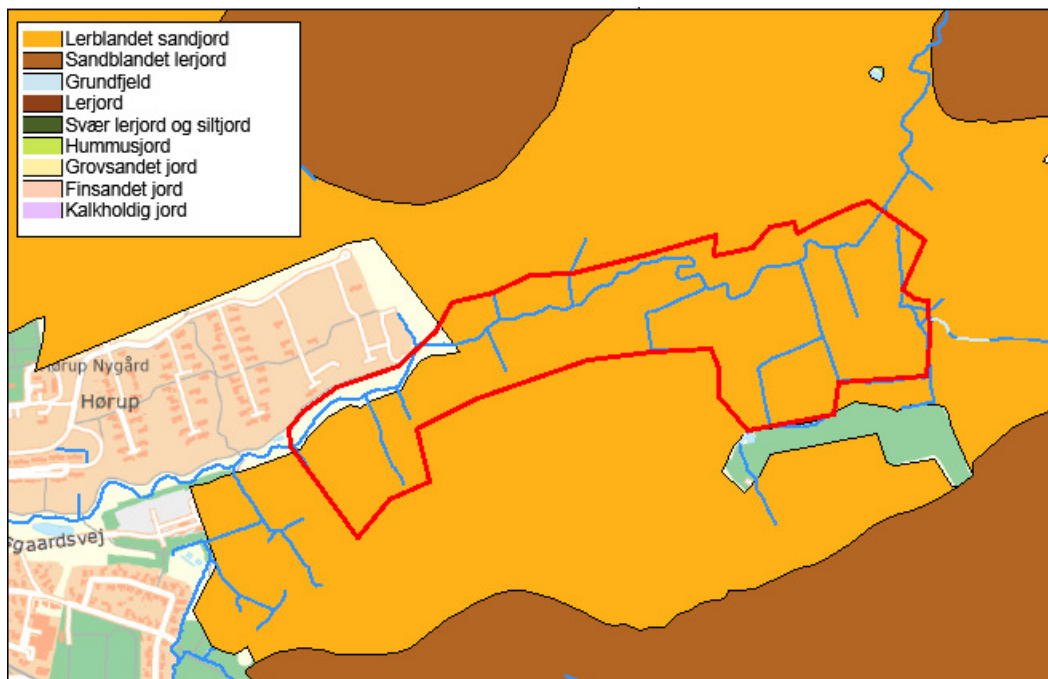 Lerblandet sandjord
Sandblandet lerjord
Grundfjeld
Lerjord
Svær lerjord og siltjord
Hummusjord
Grovsandet jord
Finsandet jord
Kalkholdig jord
Hørup Nygård
Hørup
sgaardsvej